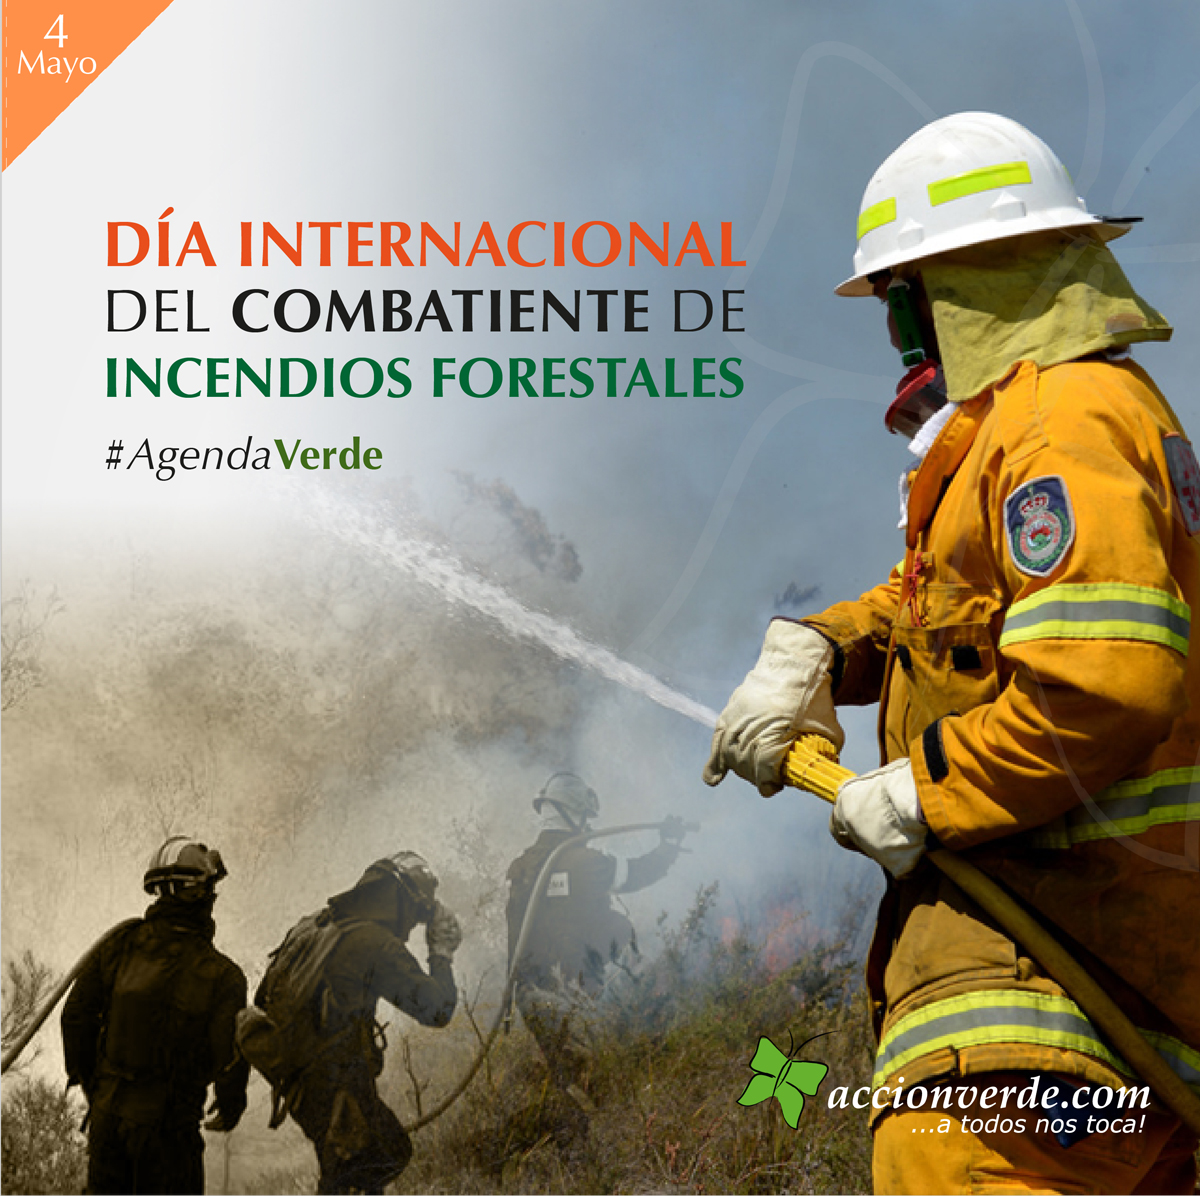 4
Mayo
DÍA INTERNACIONAL
DEL COMBATIENTE DE
INCENDIOS FORESTALES
#AgendaVerde
accionverde.com
...a todos nos toca!